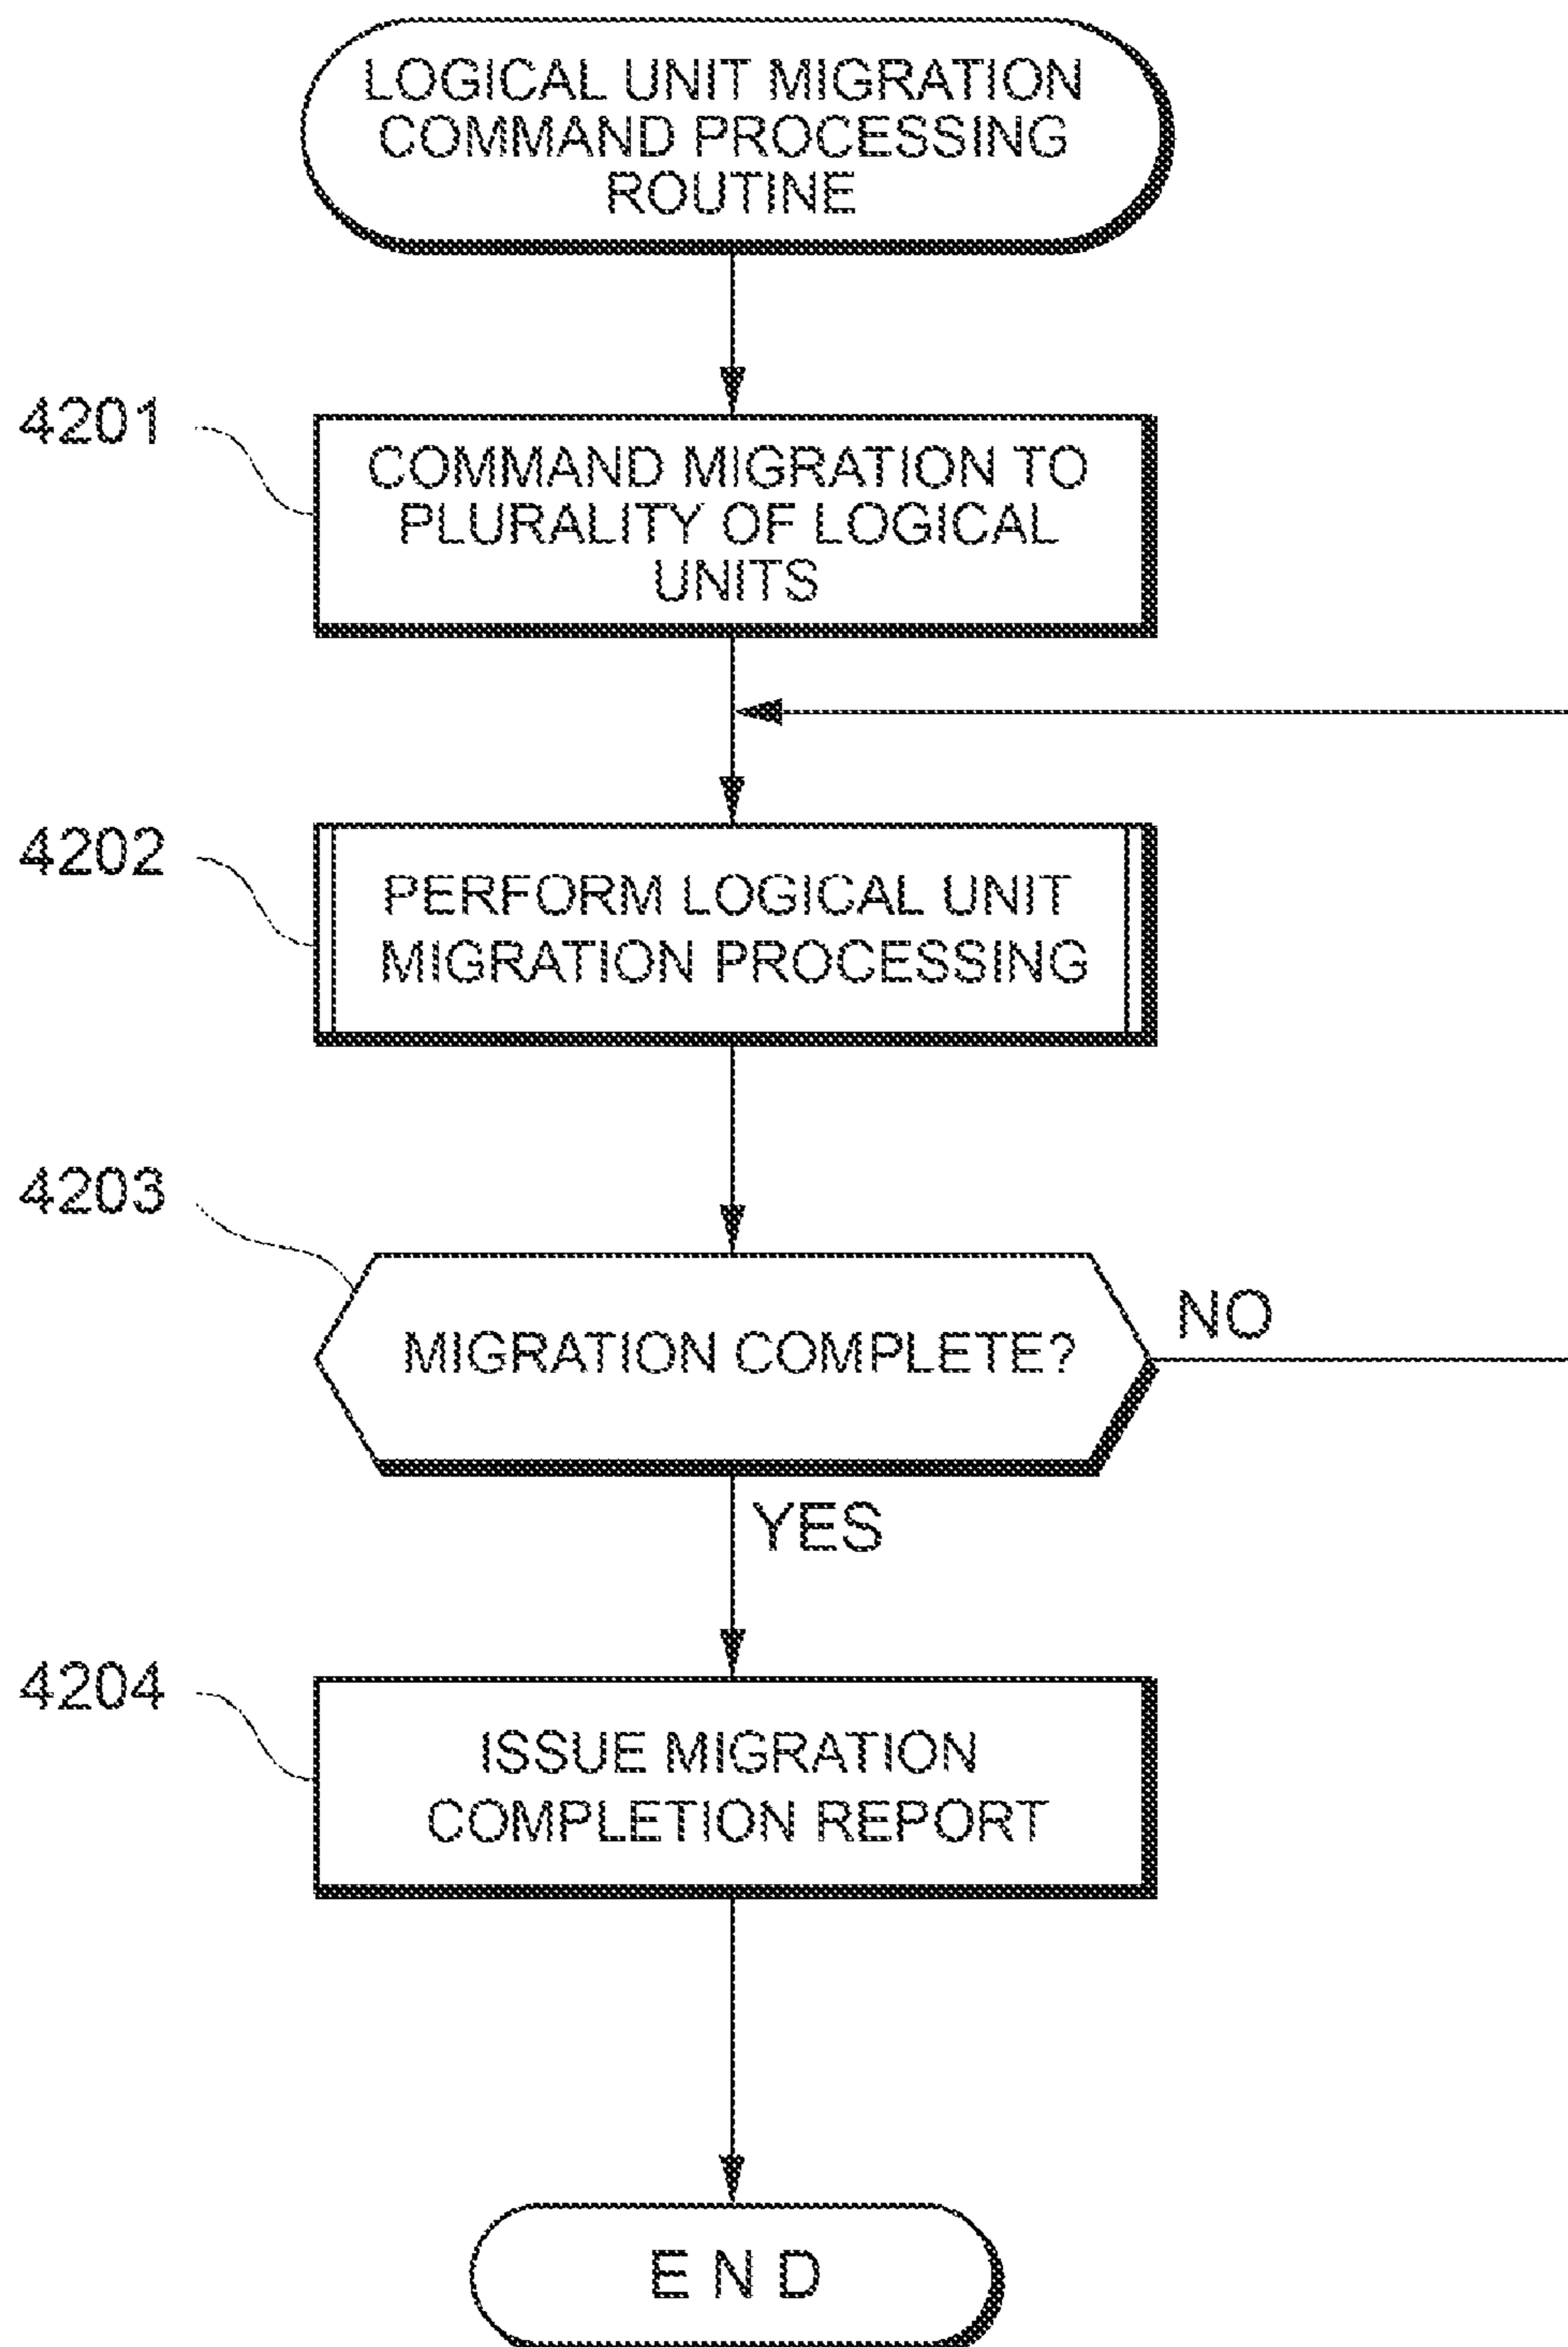 LOGICAL UNIT MIGRATION
COMMAND PROCESSING
ROUTINE
4201
COMMAND MIGRATION TO
PLURALITY OF LOGICAL
UNITS
4202
PERFORM LOGICAL UNIT
MIGRATION PROCESSING
4203
MIGRATION COMPLETE?
NO
YES
4204
ISSUE MIGRATION
COMPLETION REPORT
END